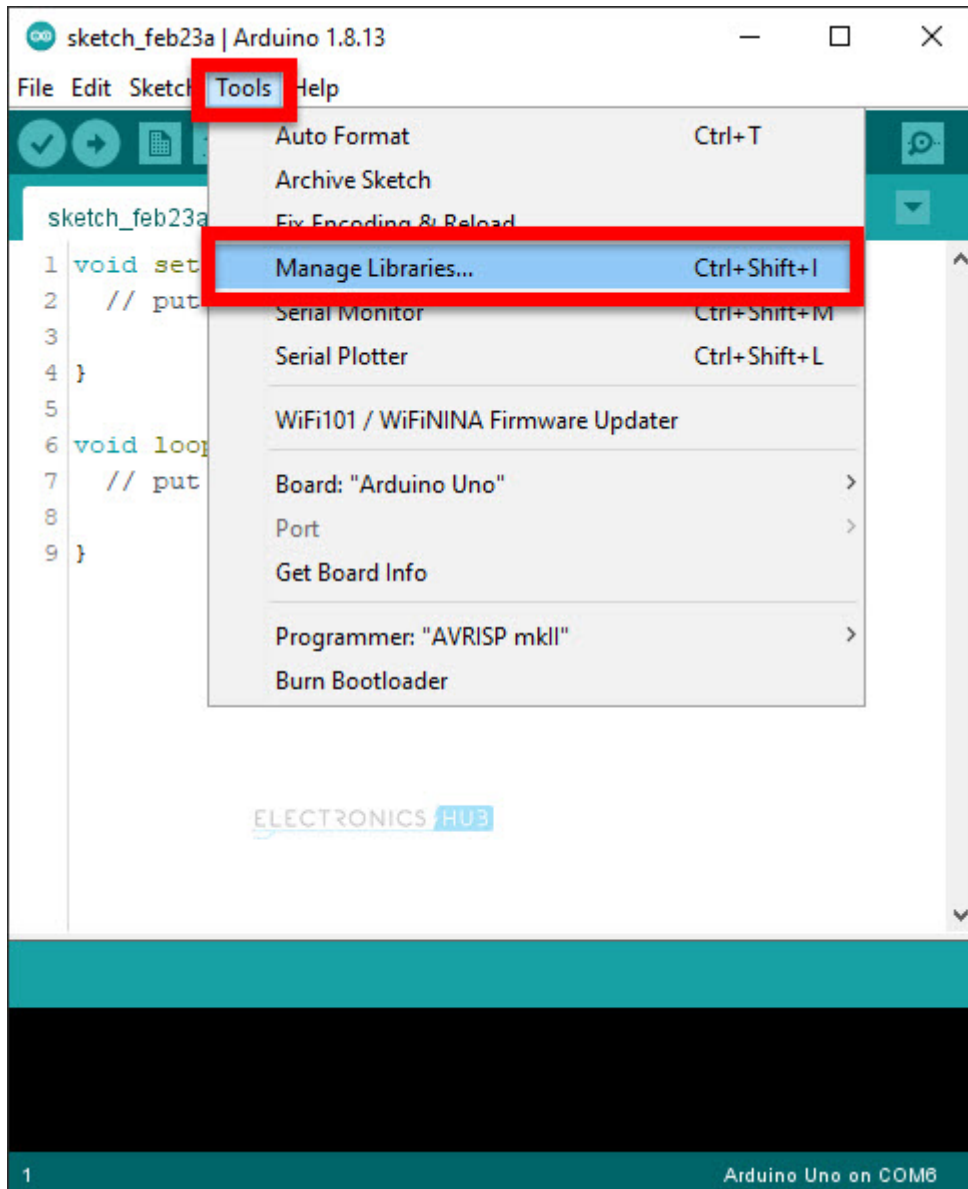 sketch_feb23a | Arduino 1.8.13
File Edit Sketch Tools Help
Auto Format Ctrl+T
Archive Sketch
sketch_feb23a
Fix Encoding & Reload
1 void set
Manage Libraries... Ctrl+Shift+I
2 // put
Serial Monitor Ctrl+Shift+M
3
Serial Plotter Ctrl+Shift+L
4 }
5
WiFi101 / WiFiNINA Firmware Updater
6 void loop
7 // put
Board: "Arduino Uno"
8
Port
9 }
Get Board Info
Programmer: "AVRISP mkII"
Burn Bootloader
ELECTRONICS HUB
1 Arduino Uno on COM6